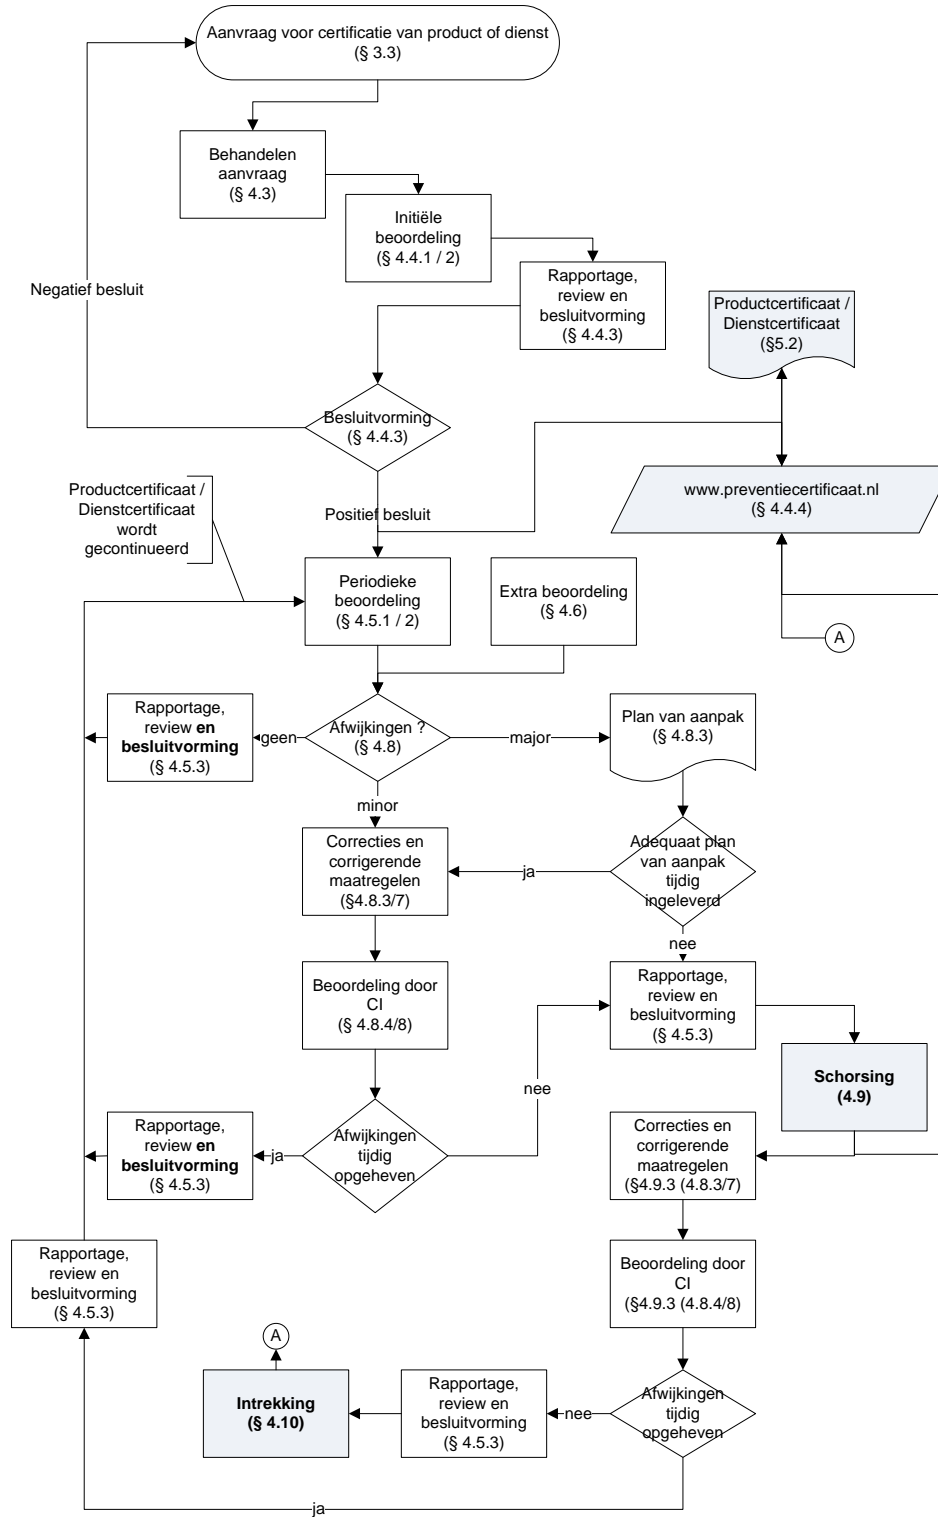 Aanvraag voor certificatie van product of dienst
(§ 3.3)
Behandelen
aanvraag
(§ 4.3)
Initiële
beoordeling
(§ 4.4.1 / 2)
Rapportage,
review en
besluitvorming
(§ 4.4.3)
Negatief besluit
Productcertificaat /
Dienstcertificaat
(§5.2)
Besluitvorming
(§ 4.4.3)
www.preventiecertificaat.nl
(§ 4.4.4)
Productcertificaat /
Dienstcertificaat
wordt
gecontinueerd
Positief besluit
Periodieke
beoordeling
(§ 4.5.1 / 2)
Extra beoordeling
(§ 4.6)
A
Rapportage,
review en
besluitvorming
(§ 4.5.3)
geen
Afwijkingen ?
(§ 4.8)
major
Plan van aanpak
(§ 4.8.3)
minor
Correcties en
corrigerende
maatregelen
(§4.8.3/7)
ja
Adequaat plan
van aanpak
tijdig
ingeleverd
nee
Beoordeling door
CI
(§ 4.8.4/8)
Rapportage,
review en
besluitvorming
(§ 4.5.3)
Schorsing
(4.9)
nee
Rapportage,
review en
besluitvorming
(§ 4.5.3)
ja
Afwijkingen
tijdig
opgeheven
Correcties en
corrigerende
maatregelen
(§4.9.3 (4.8.3/7)
Rapportage,
review en
besluitvorming
(§ 4.5.3)
Beoordeling door
CI
(§4.9.3 (4.8.4/8)
A
Intrekking
(§ 4.10)
Rapportage,
review en
besluitvorming
(§ 4.5.3)
nee
Afwijkingen
tijdig
opgeheven
ja